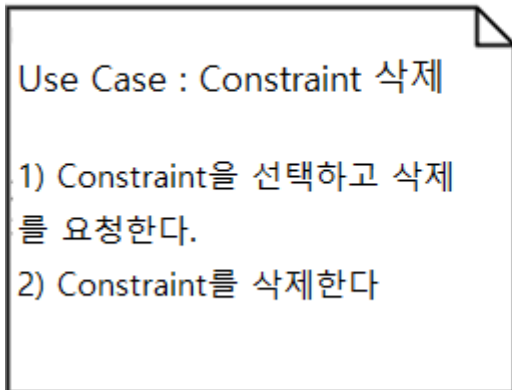 Use Case : Constraint 삭제
1) Constraint을 선택하고 삭제
를 요청한다.
2) Constraint를 삭제한다